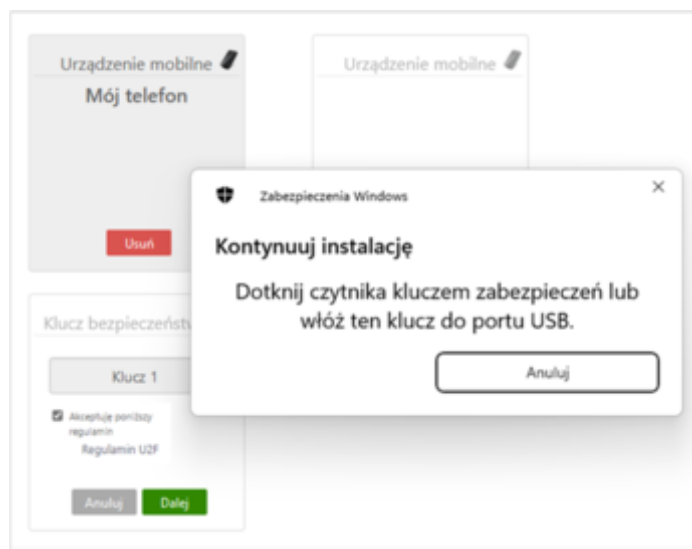 Urządzenie mobilne
Mój telefon
Usuń
Urządzenie mobilne
Zabezpieczenia Windows
Kontynuuj instalację
Dotknij czytnika kluczem zabezpieczeń lub
włóż ten klucz do portu USB.
Anuluj
Klucz bezpieczeństw
Klucz 1
Akceptuję poniższy
regulamin
Regulamin U2F
Anuluj
Dalej